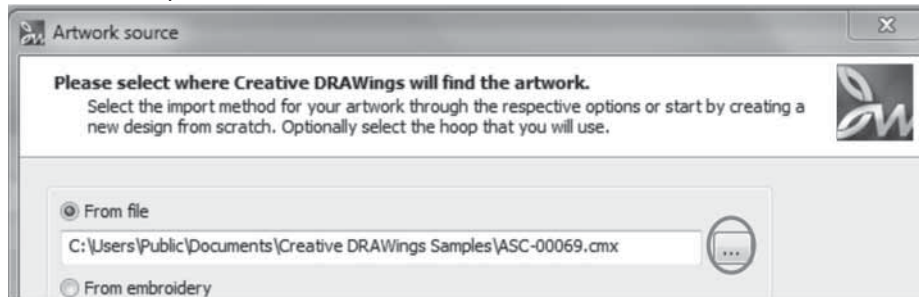 Artwork source
Please select where Creative DRAWings will find the artwork.
Select the import method for your artwork through the respective options or start by creating a
new design from scratch. Optionally select the hoop that you will use.
From file
C:\Users\Public\Documents\Creative DRAWings Samples\ASC-00069.cmx
...
From embroidery